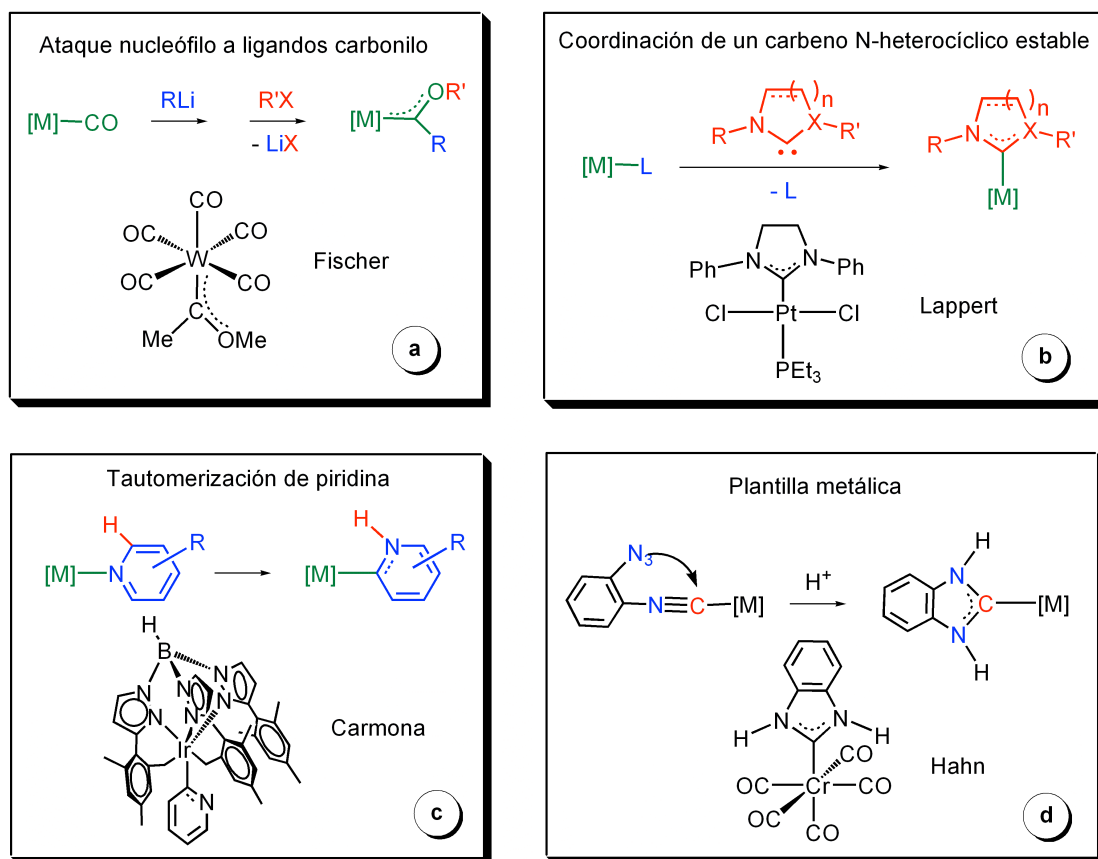 Ataque nucleófilo a ligandos carbonilo
[M] CO RLi R'X - LiX [M] OR' R
CO
OC CO
W
OC CO
C
Me OMe
Fischer
a
Coordinación de un carbeno N-heterocíclico estable
[M] L R N X R' n - L R N X R' n [M]
Ph N N Ph
Cl Pt Cl
PEt3
Lappert
b
Tautomerización de piridina
[M] N H R [M] N H R
H
B
N N N
N N N
Ir
N
Carmona
c
Plantilla metálica
N3 N C [M] H+ H N C [M] N H
H N N H
CO
OC Cr CO
OC CO
Hahn
d